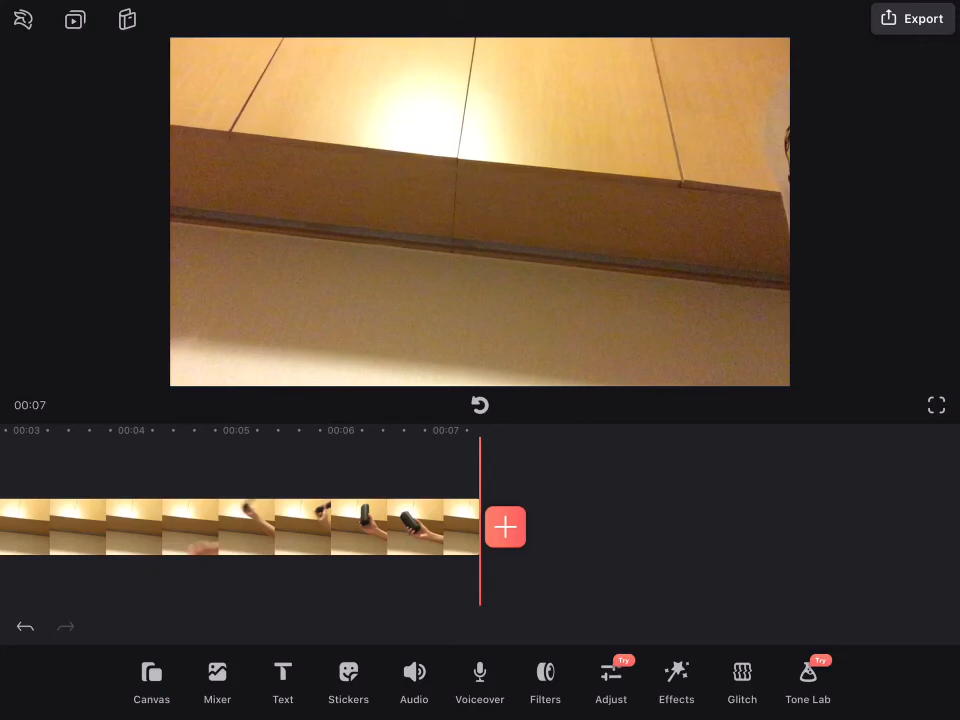 Export
00:07
00:03 00:04 00:05 00:06 00:07
Try Try
Canvas Mixer Text Stickers Audio Voiceover Filters Adjust Effects Glitch Tone Lab